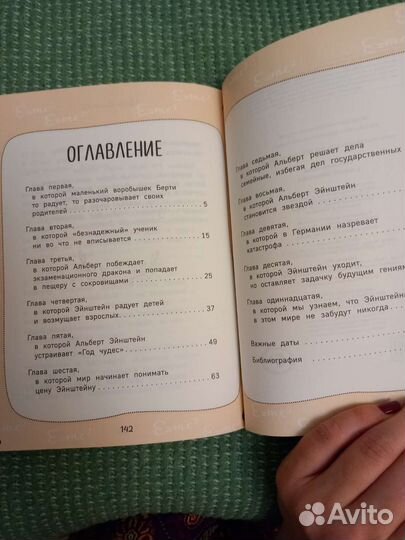 ОГЛАВЛЕНИЕ
Глава первая,
в которой маленький воробышек Берти
то радует, то разочаровывает своих
родителей . . . . . . . . . . . . . . . . . . . . . . . . . . . . 5
Глава вторая,
в которой «безнадежный» ученик
ни во что не вписывается . . . . . . . . . . . . . . 15
Глава третья,
в которой Альберт побеждает
экзаменационного дракона и попадает
в пещеру с сокровищами . . . . . . . . . . . . . . . 25
Глава четвертая,
в которой Эйнштейн радует детей
и возмущает взрослых . . . . . . . . . . . . . . . . . 37
Глава пятая,
в которой Альберт Эйнштейн
устраивает «Год чудес» . . . . . . . . . . . . . . . . 49
Глава шестая,
в которой мир начинает понимать
цену Эйнштейну . . . . . . . . . . . . . . . . . . . . . . 63
142
Глава седьмая,
в которой Альберт решает дела
семейные, избегая дел государственных
Глава восьмая,
в которой Альберт Эйнштейн
становится звездой . . . . . . . . . . . . . . .
Глава девятая,
в которой в Германии назревает
катастрофа . . . . . . . . . . . . . . . . . . . . . .
Глава десятая,
в которой Эйнштейн уходит,
но оставляет задачку будущим гениям
Глава одиннадцатая,
в которой мы узнаем, что Эйнштейн
в этом мире не забудут никогда . . . .
Важные даты . . . . . . . . . . . . . . . . . . . .
Библиография . . . . . . . . . . . . . . . . . . .
Avito